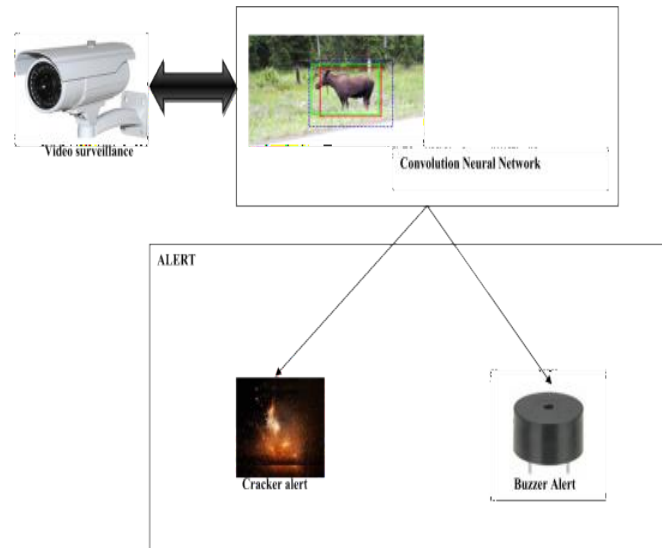 Video surveillance
Convolution Neural Network
ALERT
Cracker alert
Buzzer Alert